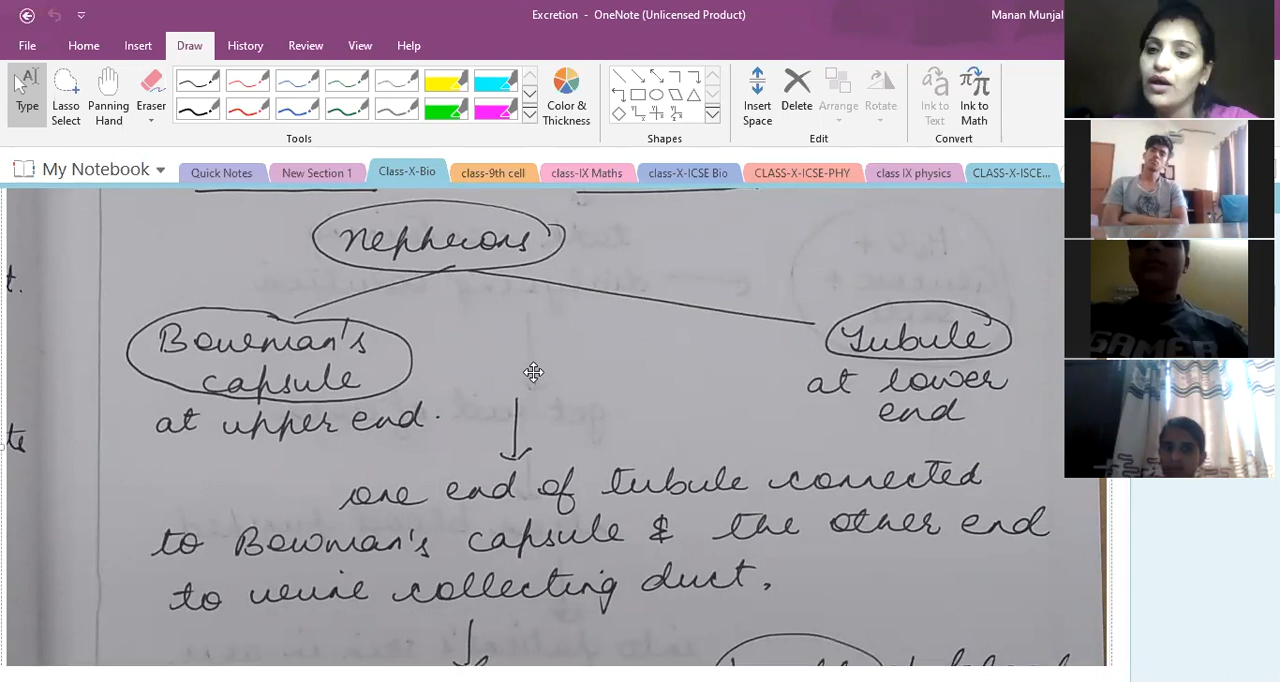 Excretion - OneNote (Unlicensed Product)
Manan Munjal
File Home Insert Draw History Review View Help
Type
Lasso Select
Panning Hand
Eraser
Color & Thickness
Insert Space
Delete
Arrange
Rotate
Ink to Text
Ink to Math
Tools
Shapes
Edit
Convert
My Notebook
Quick Notes
New Section 1
Class-X-Bio
class-9th cell
class-IX Maths
class-X-ICSE Bio
CLASS-X-ICSE-PHY
class IX physics
CLASS-X-ISCE...
Nepherons
Bowman's
capsule
at upper end.
Tubule
at lower
end
one end of tubule connected
to Bowman's capsule & the other end
to urine collecting duct,
GAMER